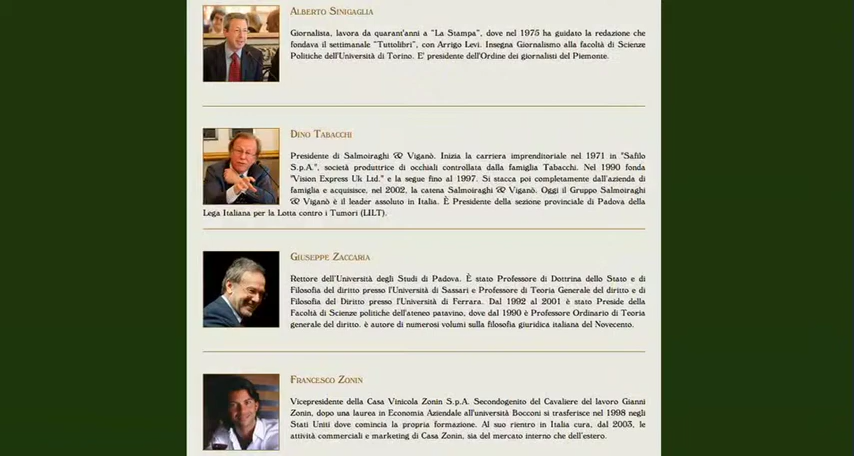 Alberto Sinigaglia
Giornalista, lavora da quarant'anni a "La Stampa", dove nel 1975 ha guidato la redazione che
fondava il settimanale "Tuttolibri", con Arrigo Levi. Insegna Giornalismo alla facoltà di Scienze
Politiche dell'Università di Torino. E' presidente dell'Ordine dei giornalisti del Piemonte.
Dino Tabacchi
Presidente di Salmoiraghi & Viganò. Inizia la carriera imprenditoriale nel 1971 in "Safilo
S.p.A.", società produttrice di occhiali controllata dalla famiglia Tabacchi. Nel 1990 fonda
"Vision Express Uk Ltd." e la segue fino al 1997. Si stacca poi completamente dall'azienda di
famiglia e acquisisce, nel 2002, la catena Salmoiraghi & Viganò. Oggi il Gruppo Salmoiraghi
& Viganò è il leader assoluto in Italia. È Presidente della sezione provinciale di Padova della
Lega Italiana per la Lotta contro i Tumori (LILT).
Giuseppe Zaccaria
Rettore dell'Università degli Studi di Padova. È stato Professore di Dottrina dello Stato e di
Filosofia del diritto presso l'Università di Sassari e Professore di Teoria Generale del diritto e di
Filosofia del Diritto presso l'Università di Ferrara. Dal 1992 al 2001 è stato Preside della
Facoltà di Scienze politiche dell'ateneo patavino, dove dal 1990 è Professore Ordinario di Teoria
generale del diritto. è autore di numerosi volumi sulla filosofia giuridica italiana del Novecento.
Francesco Zonin
Vicepresidente della Casa Vinicola Zonin S.p.A. Secondogenito del Cavaliere del lavoro Gianni
Zonin, dopo una laurea in Economia Aziendale all'università Bocconi si trasferisce nel 1998 negli
Stati Uniti dove comincia la propria formazione. Al suo rientro in Italia cura, dal 2003, le
attività commerciali e marketing di Casa Zonin, sia del mercato interno che dell'estero.